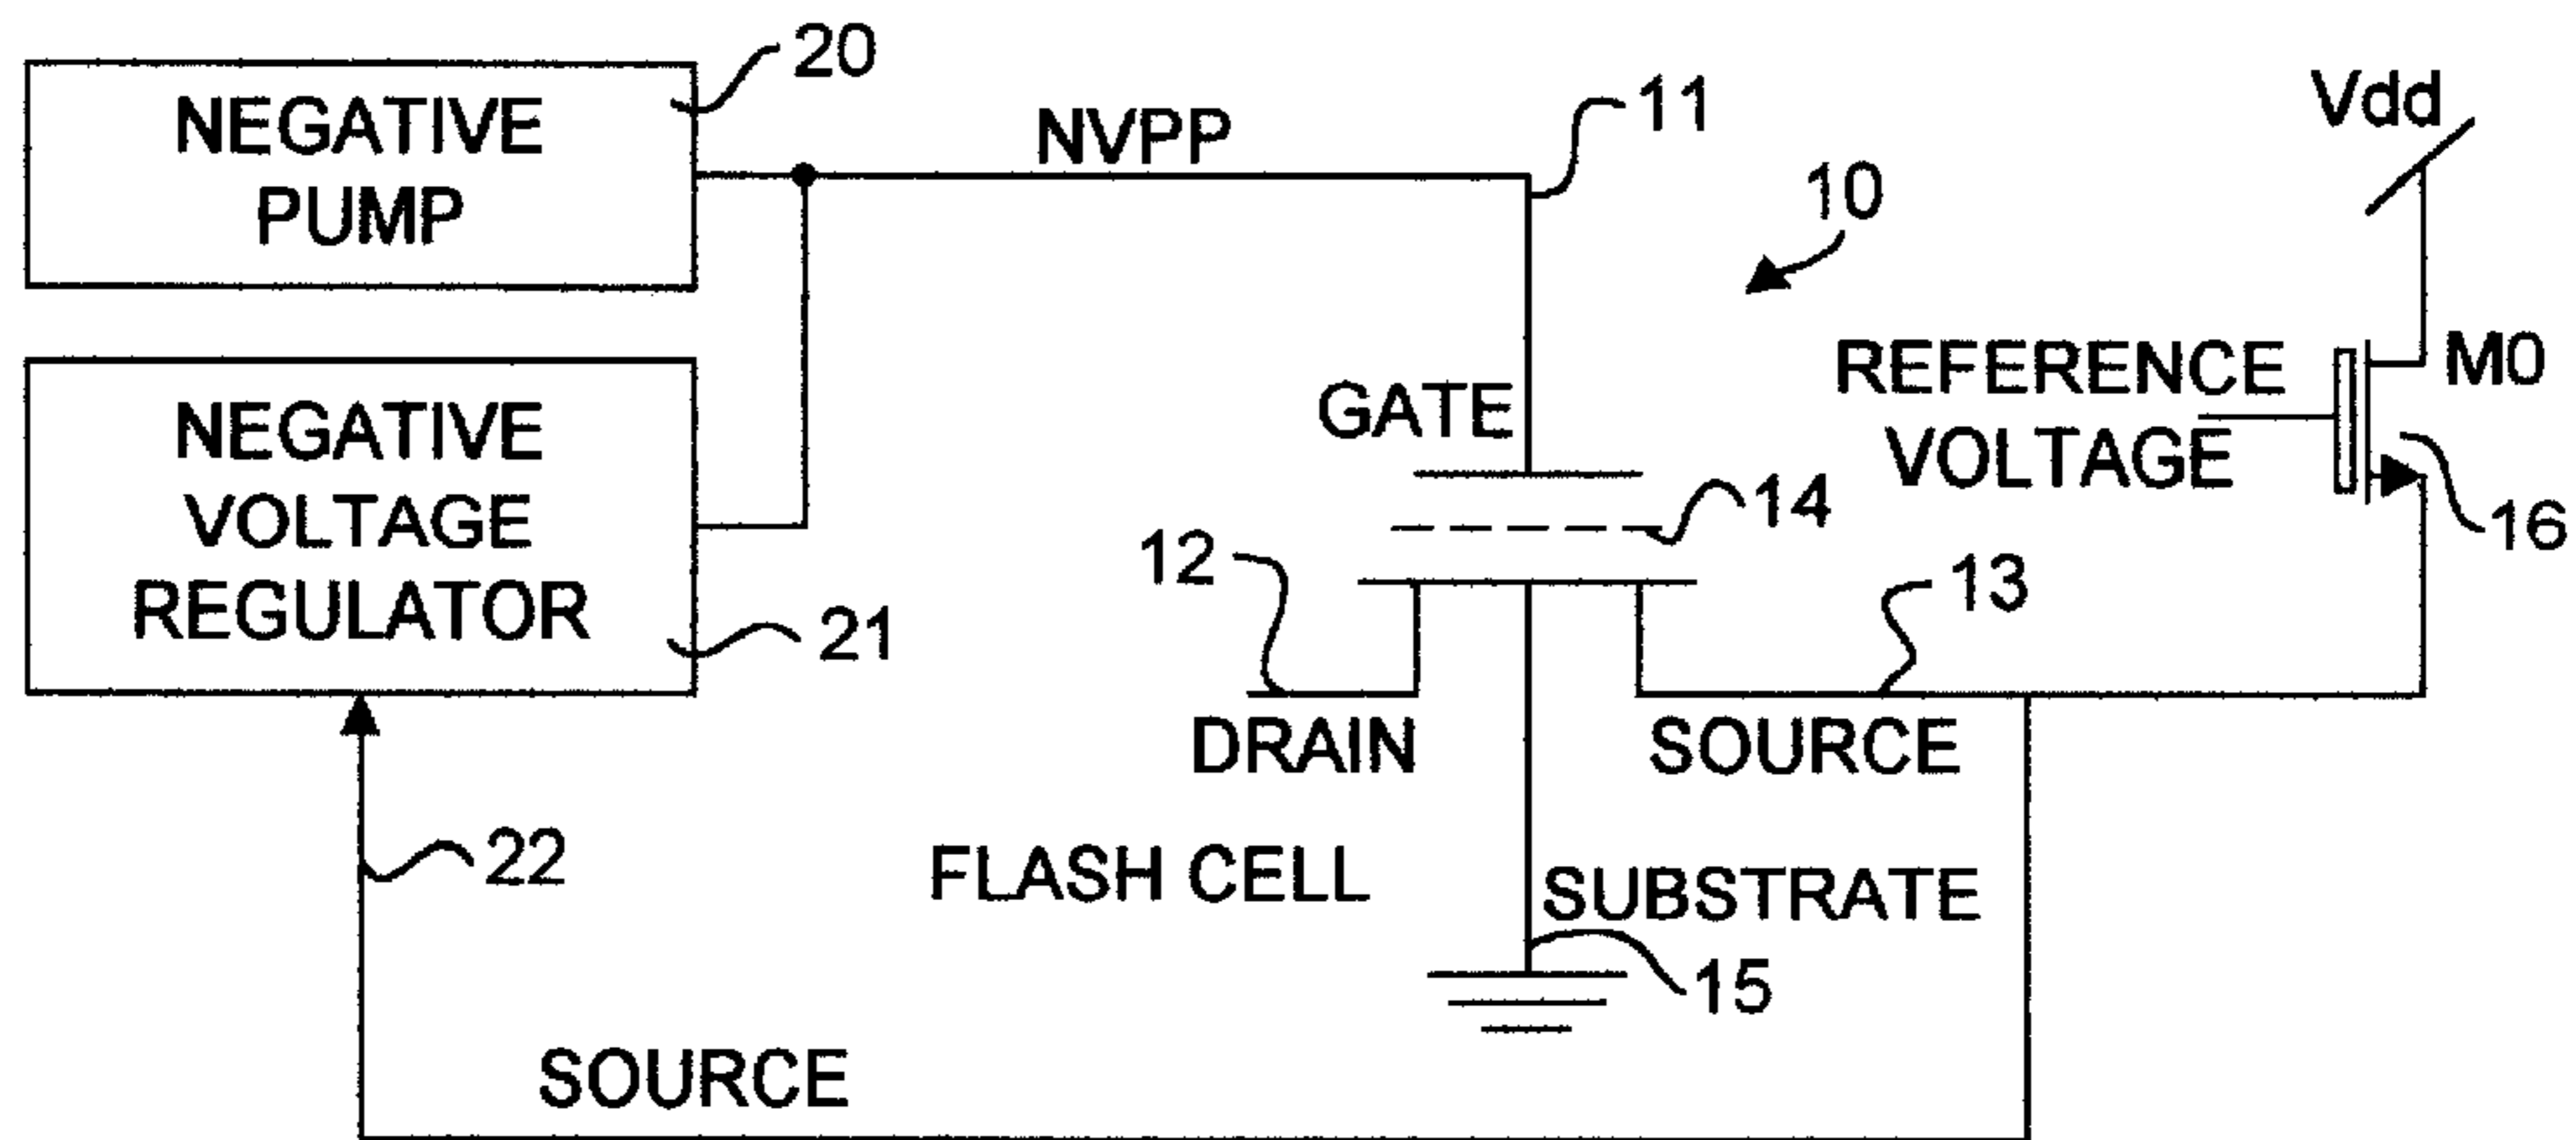 20
NEGATIVE
PUMP
NVPP
11
Vdd
10
NEGATIVE
VOLTAGE
REGULATOR
21
GATE
REFERENCE
VOLTAGE
M0
16
14
12
13
DRAIN
SOURCE
22
FLASH CELL
SUBSTRATE
15
SOURCE